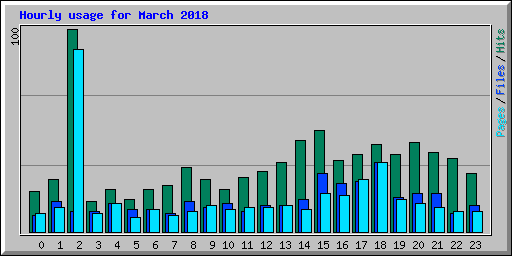 Hourly usage for March 2018
100
Pages/Files/Hits
0 1 2 3 4 5 6 7 8 9 10 11 12 13 14 15 16 17 18 19 20 21 22 23